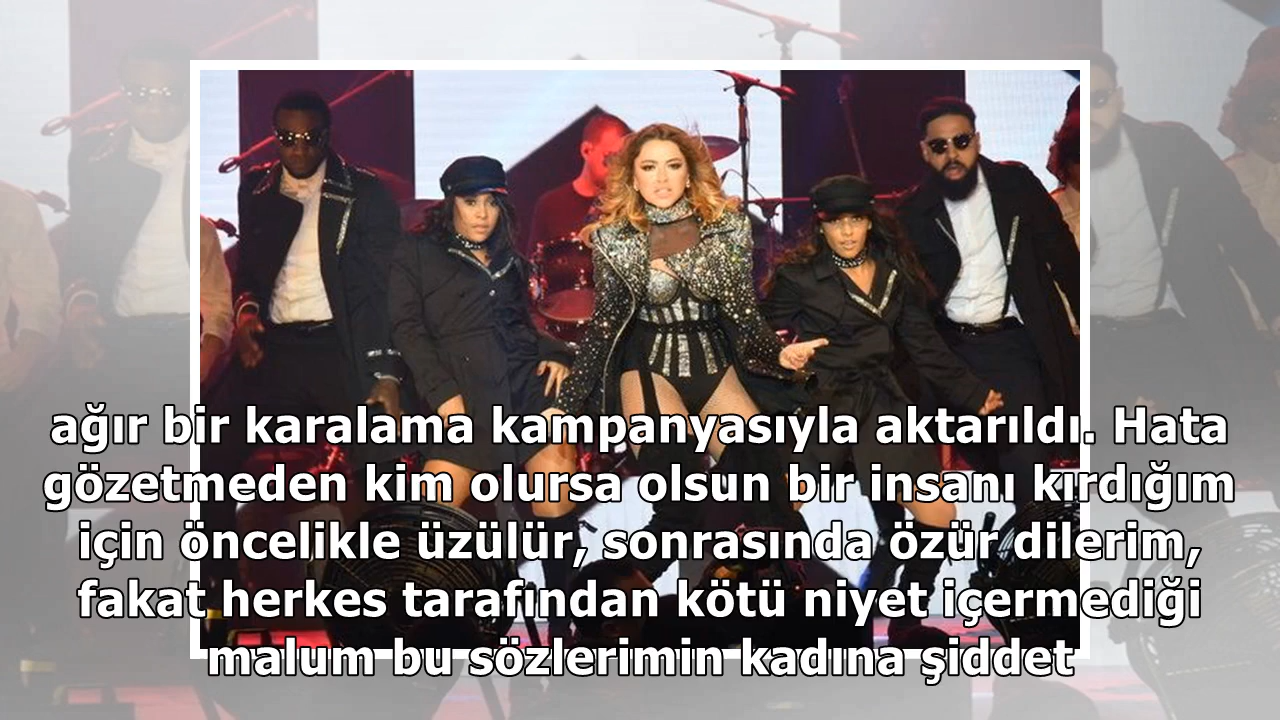 ağır bir karalama kampanyasıyla aktarıldı. Hata
gözetmeden kim olursa olsun bir insanı kırdığım
için öncelikle üzülür, sonrasında özür dilerim,
fakat herkes tarafından kötü niyet içermediği
malum bu sözlerimin kadına şiddet